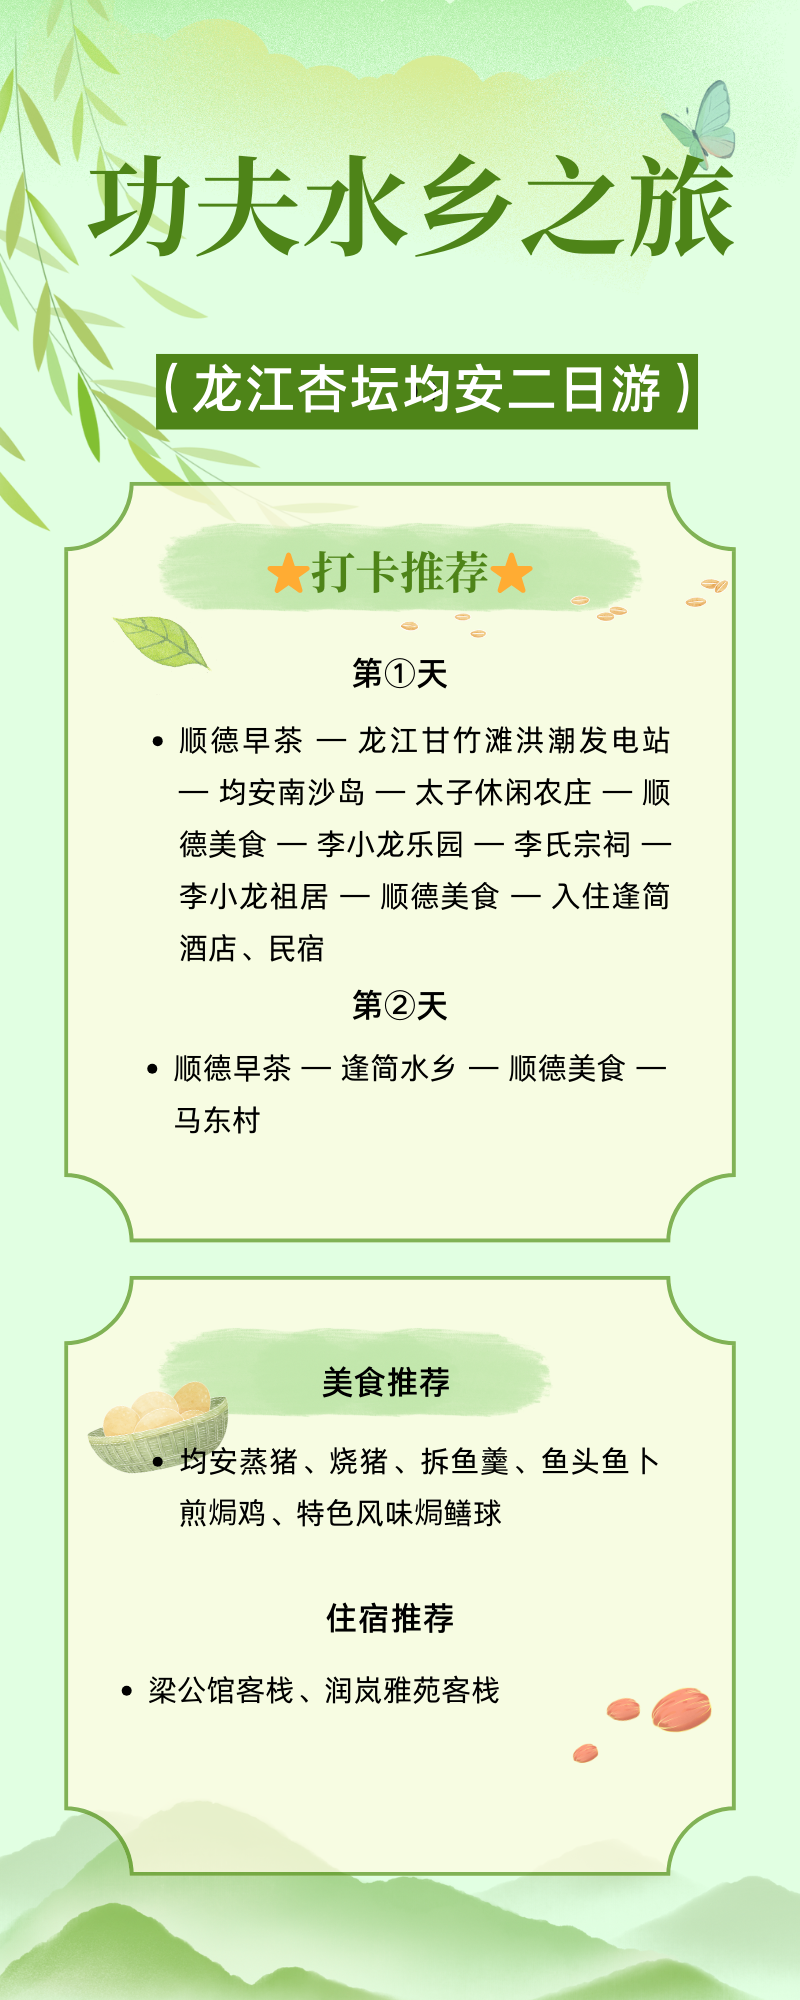 功夫水乡之旅
（龙江杏坛均安二日游）
⭐打卡推荐⭐
第①天
• 顺德早茶 — 龙江甘竹滩洪潮发电站
— 均安南沙岛 — 太子休闲农庄 — 顺
德美食 — 李小龙乐园 — 李氏宗祠 —
李小龙祖居 — 顺德美食 — 入住逢简
酒店、民宿
第②天
• 顺德早茶 — 逢简水乡 — 顺德美食 —
马东村
美食推荐
• 均安蒸猪、烧猪、拆鱼羹、鱼头鱼卜
煎焗鸡、特色风味焗鳝球
住宿推荐
• 梁公馆客栈、润岚雅苑客栈